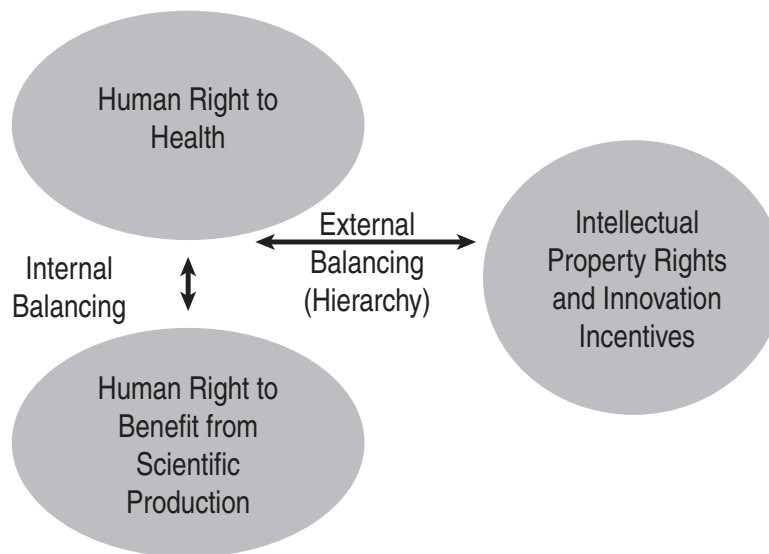 Human Right to
Health
External
Balancing
(Hierarchy)
Internal
Balancing
Intellectual
Property Rights
and Innovation
Incentives
Human Right to
Benefit from
Scientific
Production